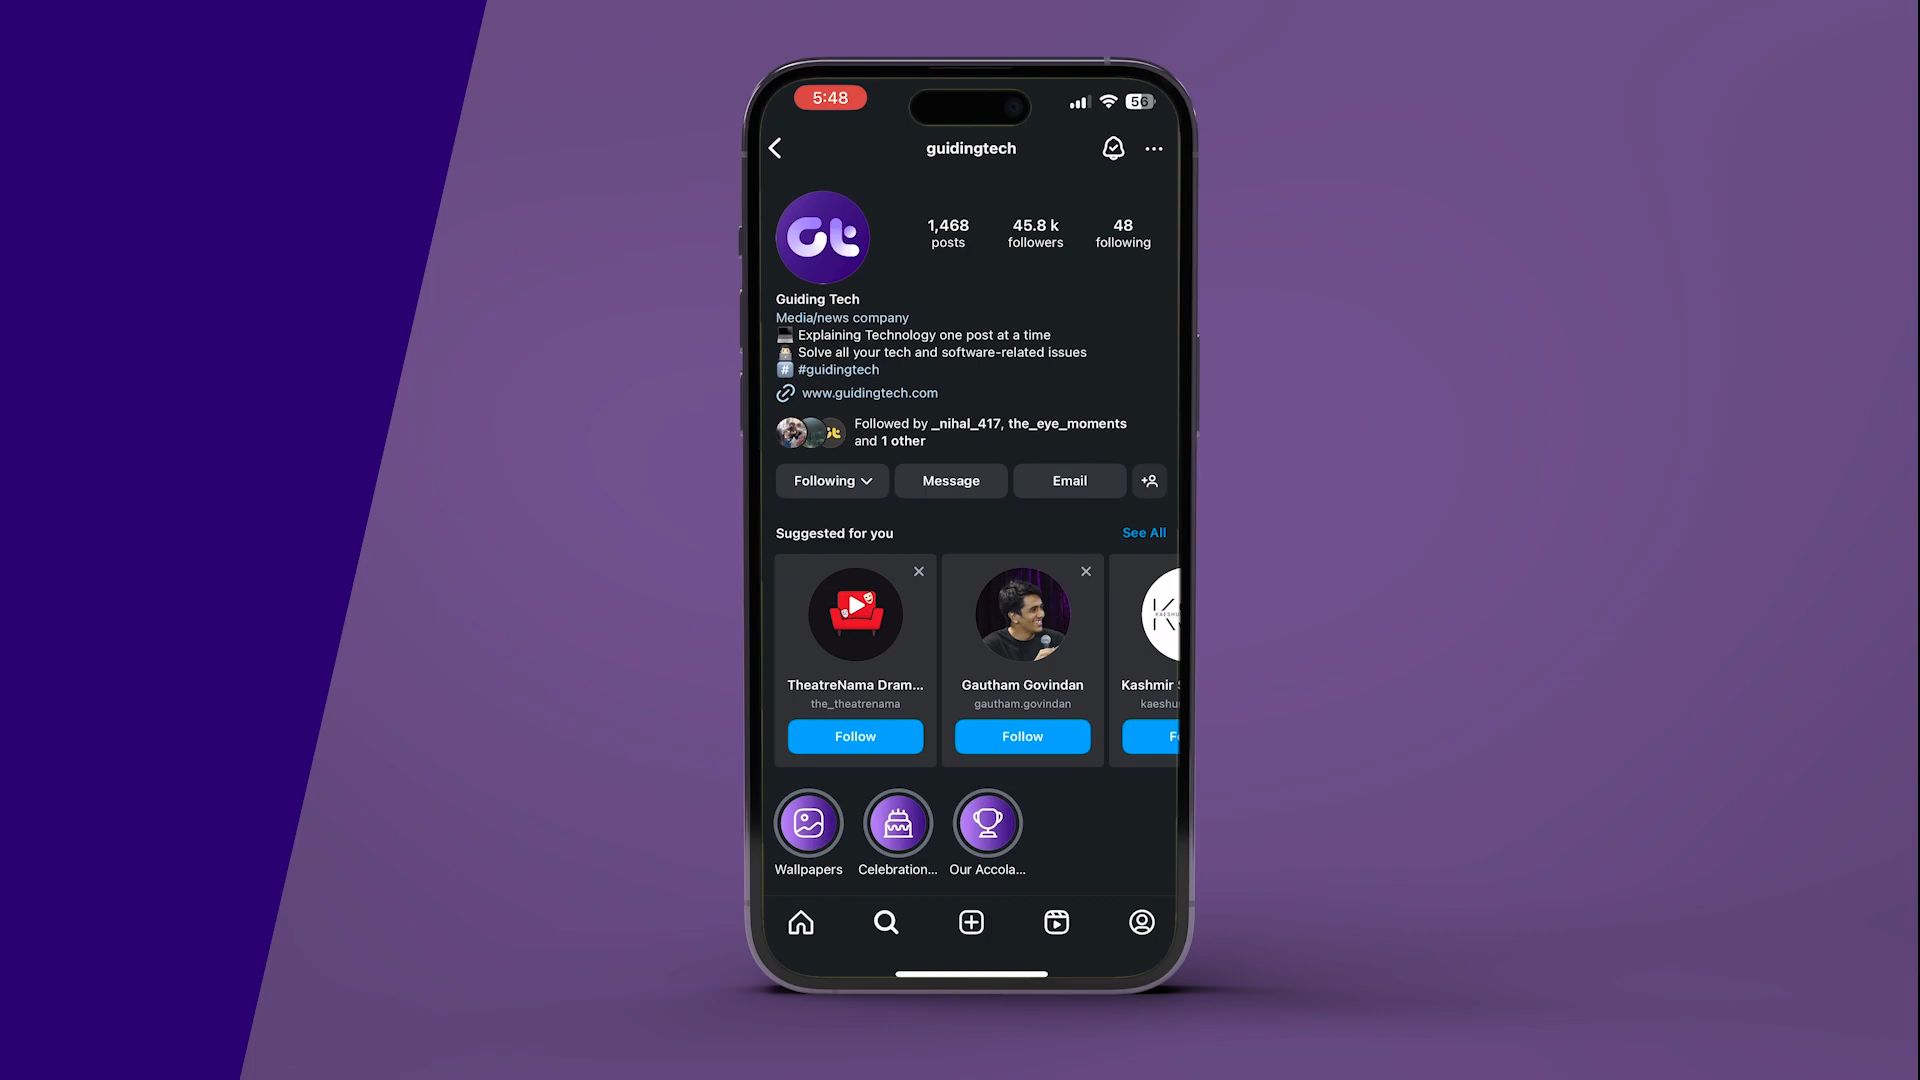 5:48
56
guidingtech
1,468
posts
45.8 k
followers
48
following
Guiding Tech
Media/news company
Explaining Technology one post at a time
Solve all your tech and software-related issues
# #guidingtech
www.guidingtech.com
Followed by _nihal_417, the_eye_moments
and 1 other
Following
Message
Email
Suggested for you
See All
TheatreNama Dram...
the_theatrenama
Follow
Gautham Govindan
gautham.govindan
Follow
Kashmir
kaeshu
Wallpapers
Celebration...
Our Accola...